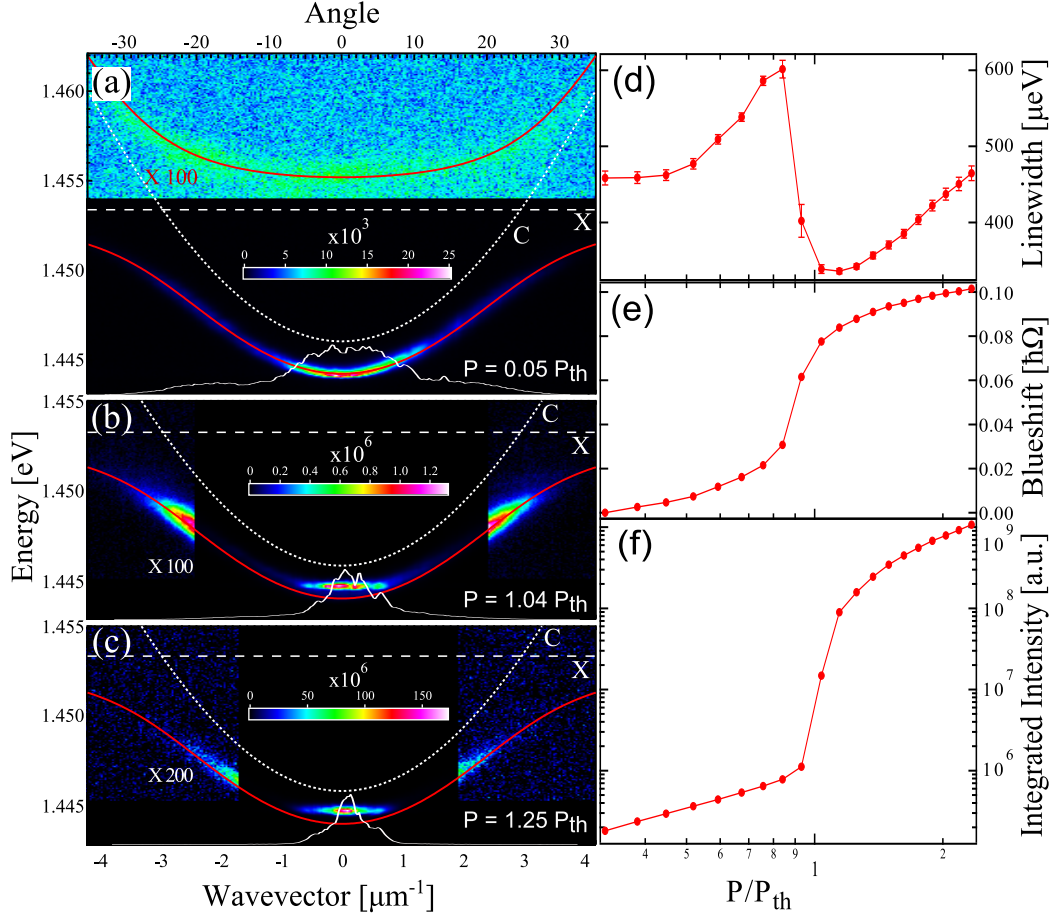 Angle
-30 -20 -10 0 10 20 30
(a)
1.460
1.455
1.450
1.445
X 100
X
C
x10³
0 5 10 15 20 25
P = 0.05 Pth
(b)
1.455
1.450
1.445
C
X
x10⁶
0 0.2 0.4 0.6 0.8 1.0 1.2
X 100
P = 1.04 Pth
(c)
1.455
1.450
1.445
C
X
x10⁶
0 50 100 150
X 200
P = 1.25 Pth
-4 -3 -2 -1 0 1 2 3 4
Wavevector [μm⁻¹]
Energy [eV]
(d)
600
500
400
Linewidth [μeV]
(e)
0.10
0.08
0.06
0.04
0.02
0.00
Blueshift [ħΩ]
(f)
10⁹
10⁸
10⁷
10⁶
Integrated Intensity [a.u.]
4 5 6 7 8 9 1 2
P/Pth